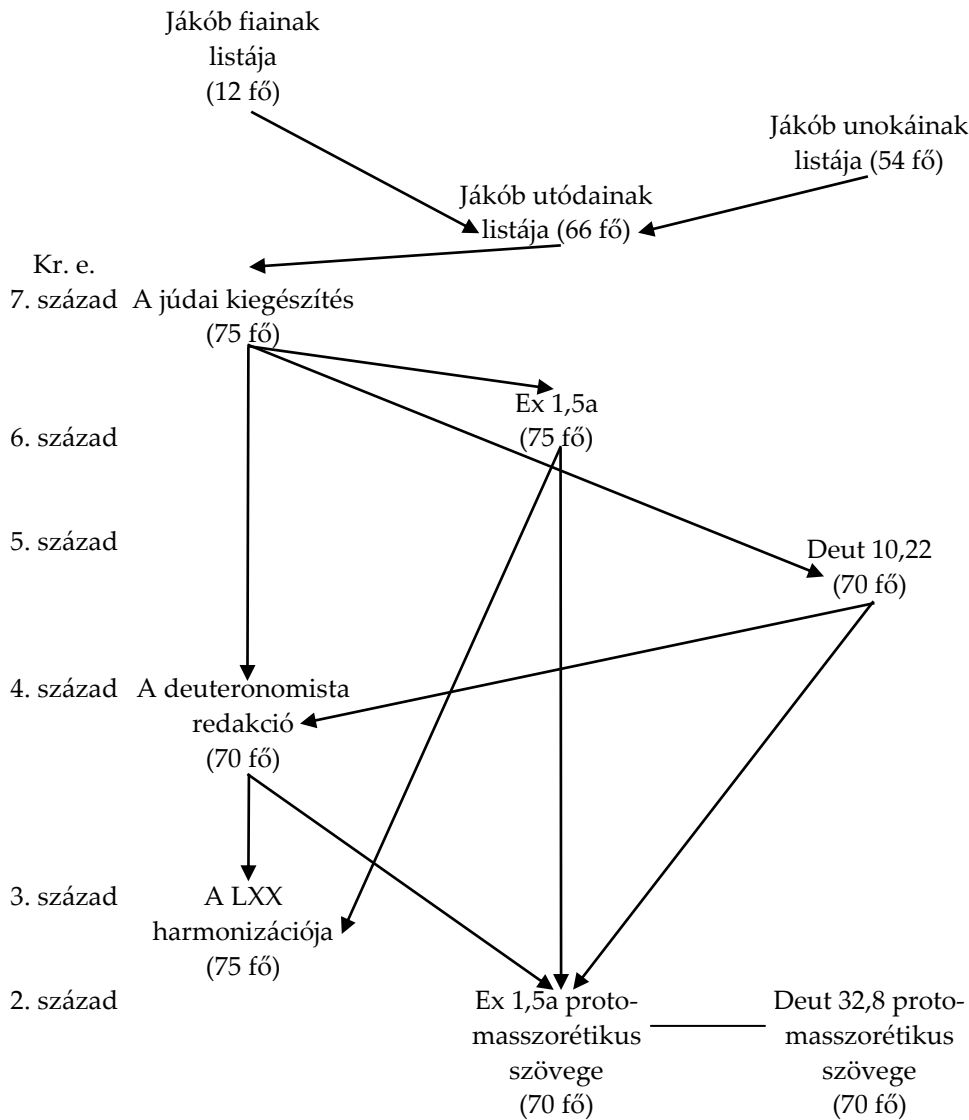 Jákób fiainak
listája
(12 fő)
Jákób unokáinak
listája (54 fő)
Jákób utódainak
listája (66 fő)
Kr. e.
7. század
A júdai kiegészítés
(75 fő)
Ex 1,5a
(75 fő)
6. század
5. század
Deut 10,22
(70 fő)
4. század
A deuteronomista
redakció
(70 fő)
3. század
A LXX
harmonizációja
(75 fő)
2. század
Ex 1,5a proto-
masszorétikus
szövege
(70 fő)
Deut 32,8 proto-
masszorétikus
szövege
(70 fő)